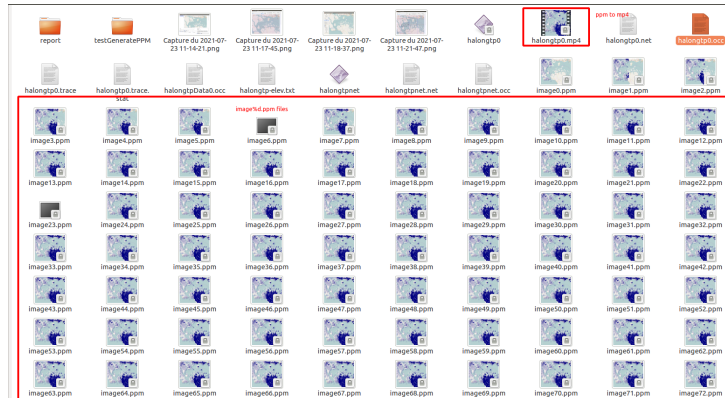 report
testGeneratePPM
Capture du 2021-07-
23 11-14-21.png
Capture du 2021-07-
23 11-17-45.png
Capture du 2021-07-
23 11-18-37.png
Capture du 2021-07-
23 11-21-47.png
halongtp0
halongtp0.mp4
ppm to mp4
halongtp0.net
halongtp0.occ
halongtp0.trace
halongtp0.trace.
stat
halongtpData0.occ
halongtp-elev.txt
halongtpnet
halongtpnet.net
halongtpnet.occ
image0.ppm
image1.ppm
image2.ppm
image%d.ppm files
image3.ppm
image4.ppm
image5.ppm
image6.ppm
image7.ppm
image8.ppm
image9.ppm
image10.ppm
image11.ppm
image12.ppm
image13.ppm
image14.ppm
image15.ppm
image16.ppm
image17.ppm
image18.ppm
image19.ppm
image20.ppm
image21.ppm
image22.ppm
image23.ppm
image24.ppm
image25.ppm
image26.ppm
image27.ppm
image28.ppm
image29.ppm
image30.ppm
image31.ppm
image32.ppm
image33.ppm
image34.ppm
image35.ppm
image36.ppm
image37.ppm
image38.ppm
image39.ppm
image40.ppm
image41.ppm
image42.ppm
image43.ppm
image44.ppm
image45.ppm
image46.ppm
image47.ppm
image48.ppm
image49.ppm
image50.ppm
image51.ppm
image52.ppm
image53.ppm
image54.ppm
image55.ppm
image56.ppm
image57.ppm
image58.ppm
image59.ppm
image60.ppm
image61.ppm
image62.ppm
image63.ppm
image64.ppm
image65.ppm
image66.ppm
image67.ppm
image68.ppm
image69.ppm
image70.ppm
image71.ppm
image72.ppm